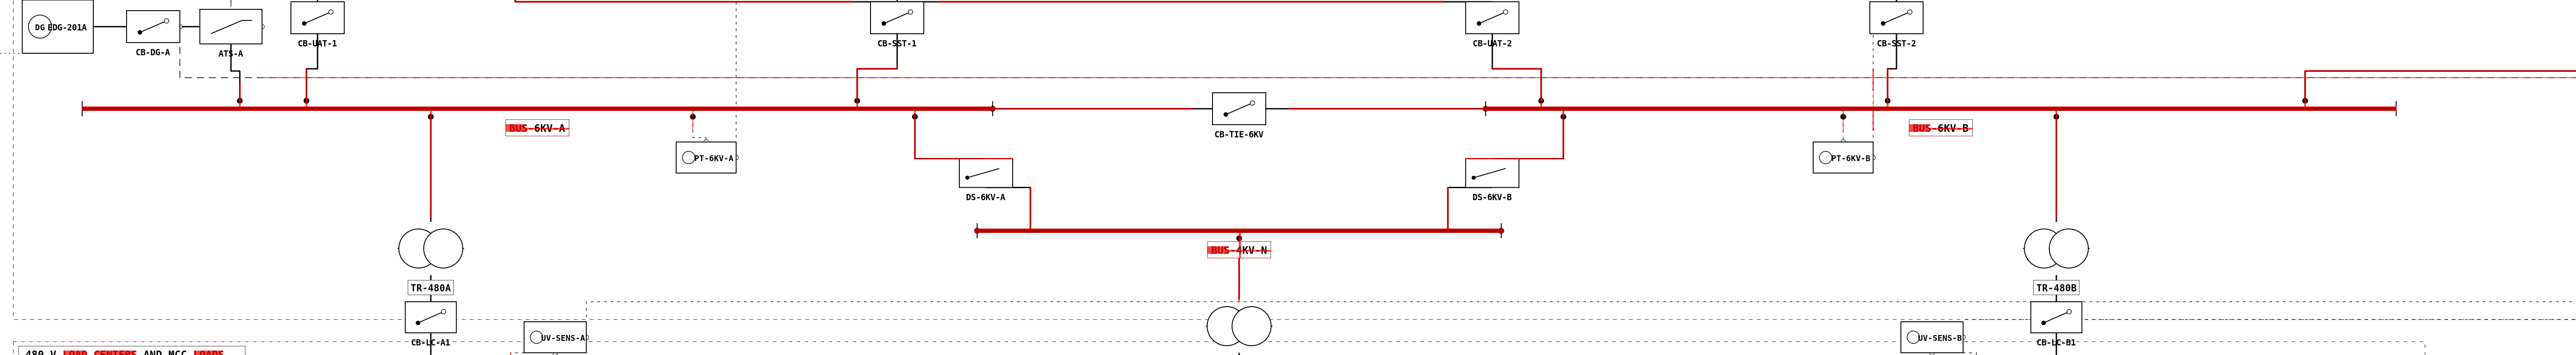 DG EDG-201A
CB-DG-A
ATS-A
CB-UAT-1
CB-SST-1
CB-UAT-2
CB-SST-2
BUS-6KV-A
CB-TIE-6KV
BUS-6KV-B
PT-6KV-A
PT-6KV-B
DS-6KV-A
DS-6KV-B
BUS-4KV-N
TR-480A
TR-480B
UV-SENS-A
UV-SENS-B
CB-LC-A1
CB-LC-B1
480 V LOAD CENTERS AND MCC LOADS